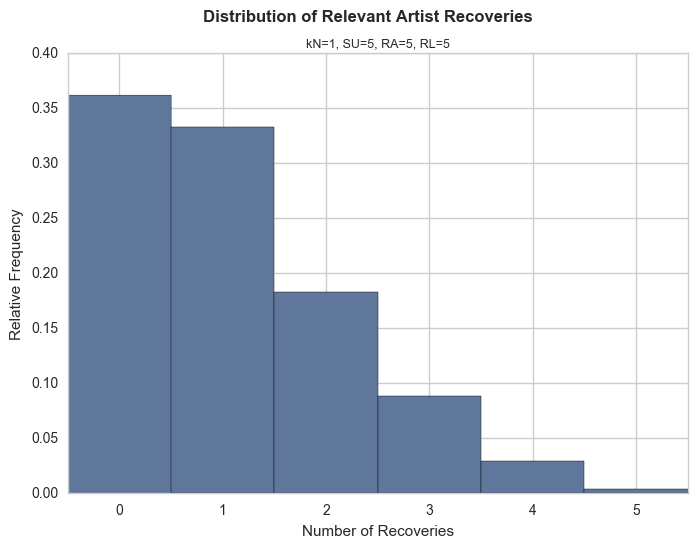 Distribution of Relevant Artist Recoveries
kN=1, SU=5, RA=5, RL=5
0.40
0.35
0.30
0.25
0.20
0.15
0.10
0.05
0.00
Relative Frequency
0 1 2 3 4 5
Number of Recoveries